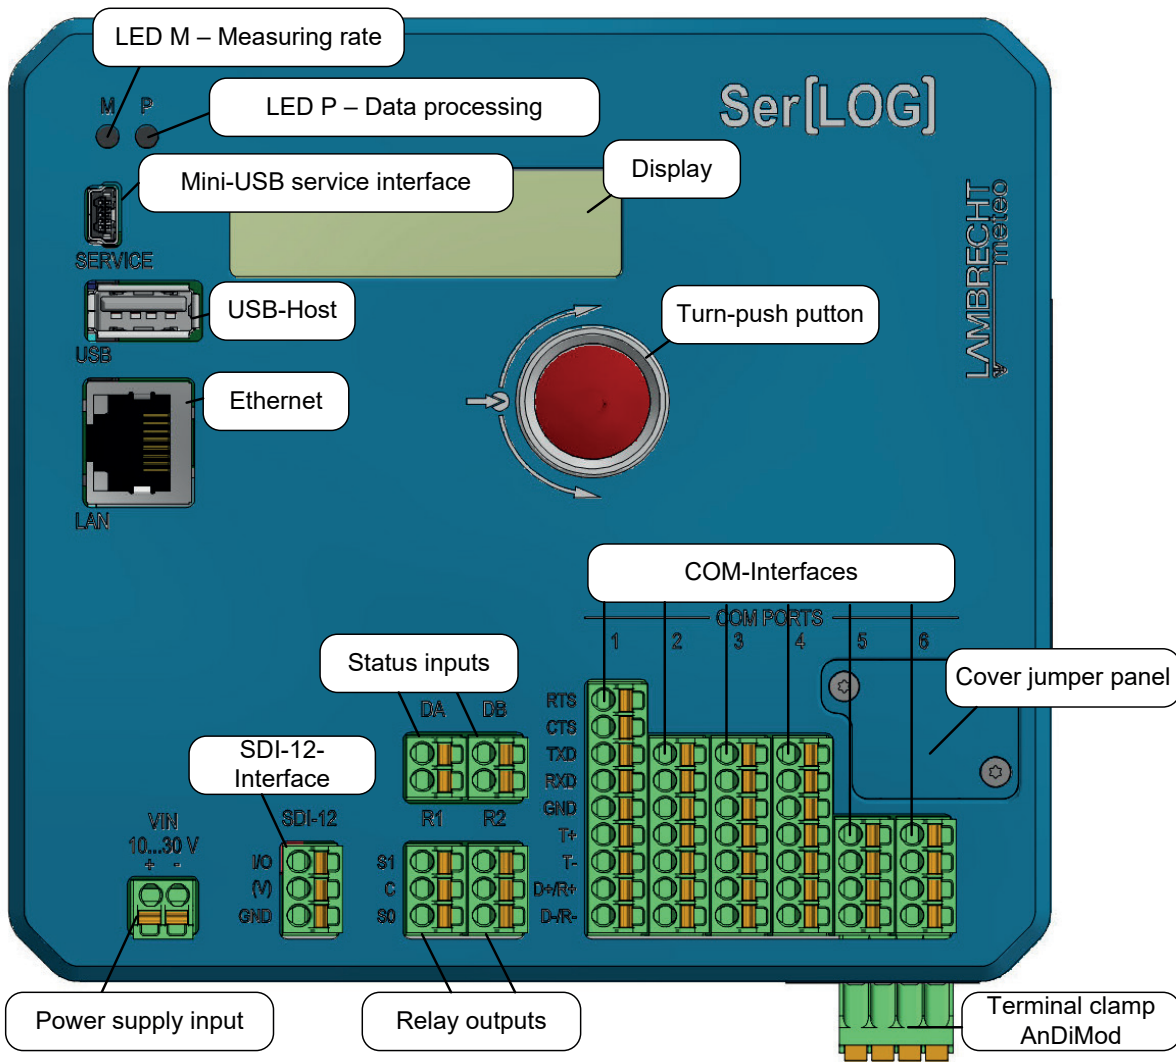 LED M – Measuring rate
M P
LED P – Data processing
Ser[LOG]
Display
Mini-USB service interface
LAMBRECHT
meteo
SERVICE
USB-Host
Turn-push putton
USB
Ethernet
LAN
COM-Interfaces
COM PORTS
1 2 3 4 5 6
Status inputs
Cover jumper panel
DA DB
RTS
CTS
TXD
RXD
GND
T+
T-
D+/R+
D-/R-
SDI-12-
Interface
R1 R2
VIN
10...30 V
+ -
SDI-12
I/O
(V)
GND
S1
C
S0
Power supply input
Relay outputs
Terminal clamp
AnDiMod